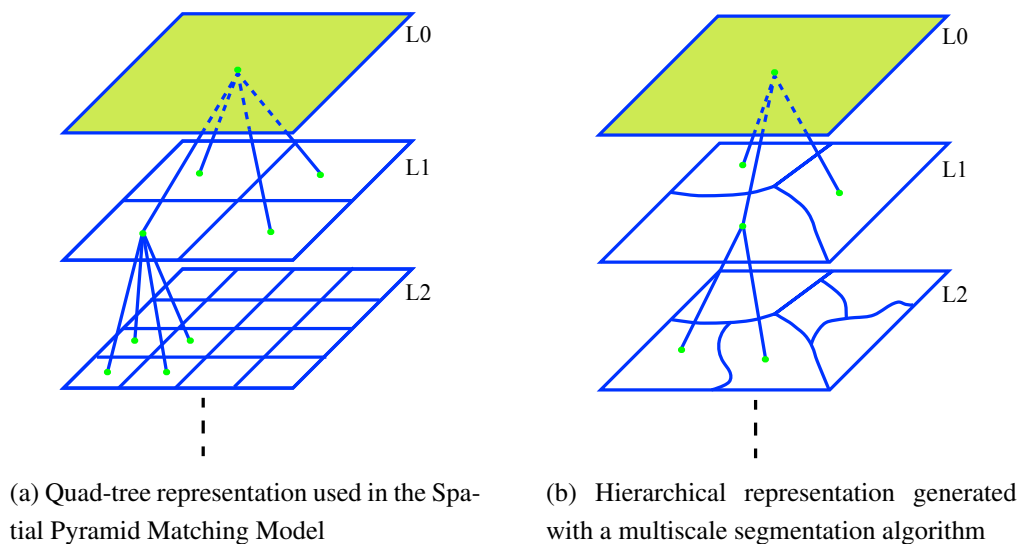 L0
L1
L2
(a) Quad-tree representation used in the Spa-
tial Pyramid Matching Model
L0
L1
L2
(b) Hierarchical representation generated
with a multiscale segmentation algorithm